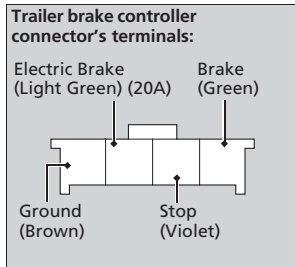 Trailer brake controller
connector's terminals:
Electric Brake
(Light Green) (20A)
Brake
(Green)
Ground
(Brown)
Stop
(Violet)